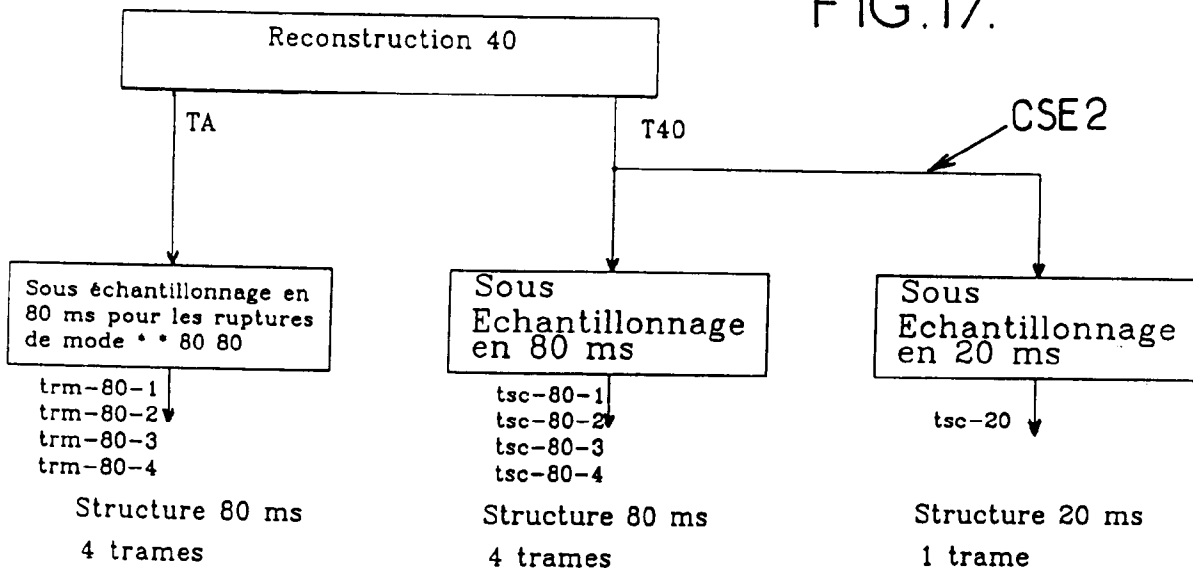 FIG.17.
Reconstruction 40
TA
T40
CSE2
Sous échantillonnage en
80 ms pour les ruptures
de mode * * 80 80
Sous
Echantillonnage
en 80 ms
Sous
Echantillonnage
en 20 ms
trm-80-1
trm-80-2
trm-80-3
trm-80-4
tsc-80-1
tsc-80-2
tsc-80-3
tsc-80-4
tsc-20
Structure 80 ms
4 trames
Structure 80 ms
4 trames
Structure 20 ms
1 trame